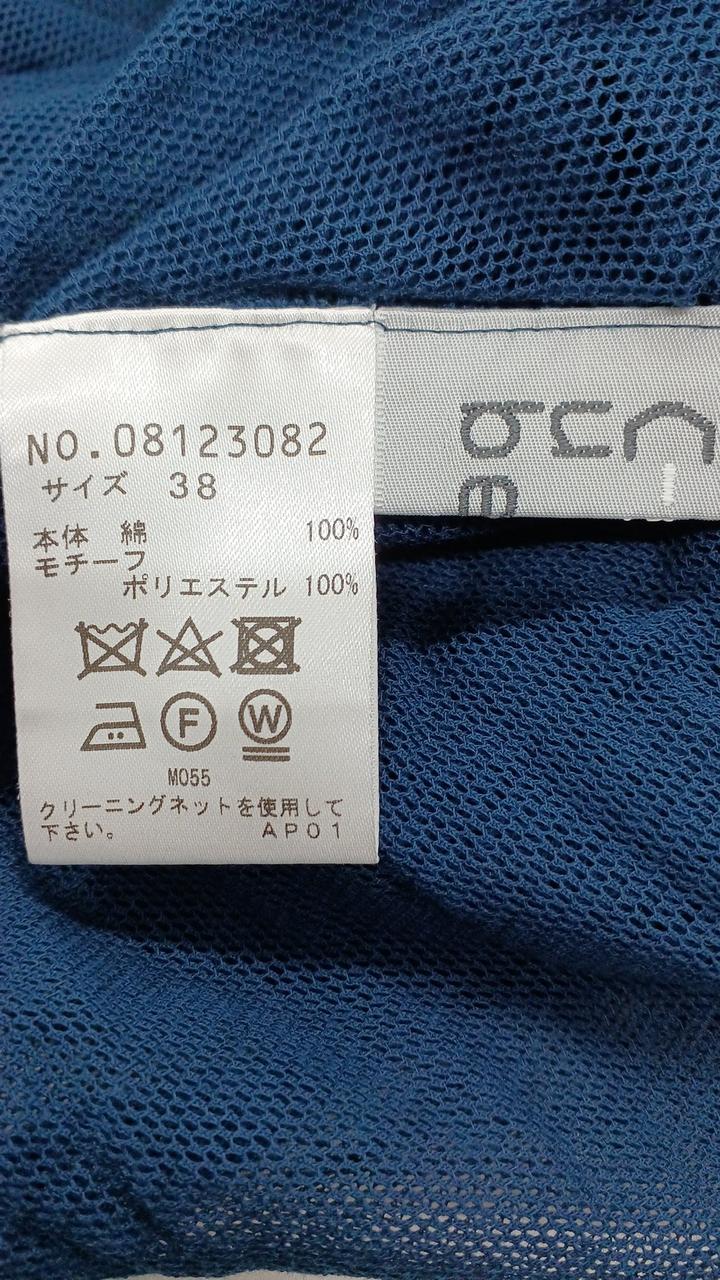 NO.08123082
サイズ 38
本体 綿 100%
モチーフ
ポリエステル 100%
F W
M055
クリーニングネットを使用して
下さい。 AP01